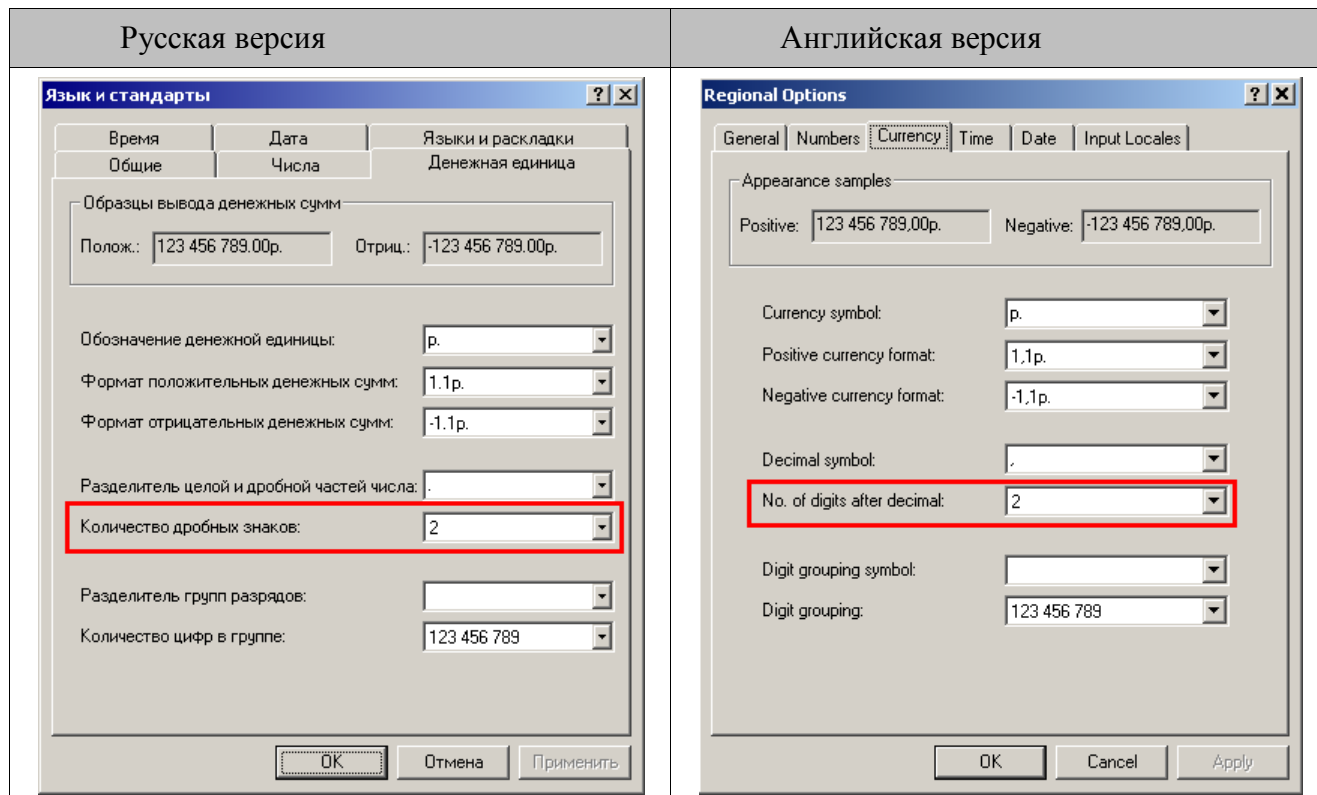 Русская версия
Английская версия
Язык и стандарты
Время Дата Языки и раскладки
Общие Числа Денежная единица
Образцы вывода денежных сумм
Полож.: 123 456 789.00р. Отриц.: -123 456 789.00р.
Обозначение денежной единицы: р.
Формат положительных денежных сумм: 1.1р.
Формат отрицательных денежных сумм: -1.1р.
Разделитель целой и дробной частей числа: .
Количество дробных знаков: 2
Разделитель групп разрядов:
Количество цифр в группе: 123 456 789
OK Отмена Применить
Regional Options
General Numbers Currency Time Date Input Locales
Appearance samples
Positive: 123 456 789,00р. Negative: -123 456 789,00р.
Currency symbol: р.
Positive currency format: 1,1р.
Negative currency format: -1,1р.
Decimal symbol: ,
No. of digits after decimal: 2
Digit grouping symbol:
Digit grouping: 123 456 789
OK Cancel Apply